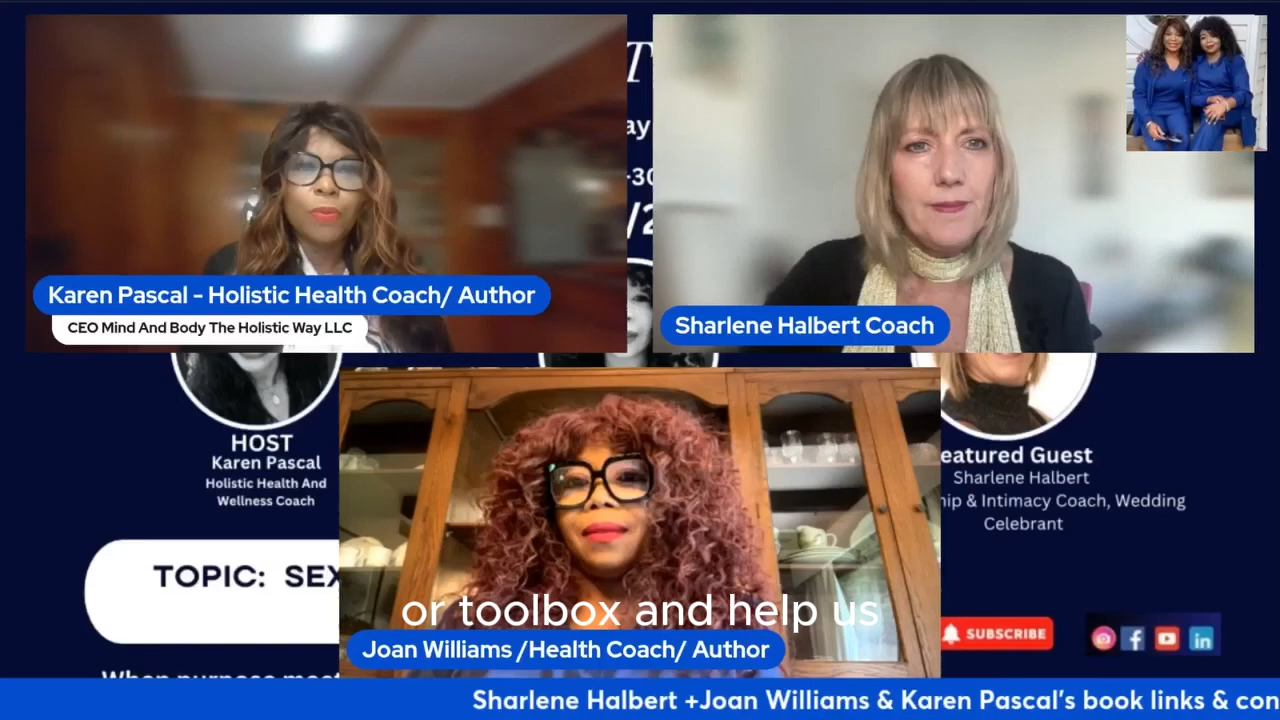 Karen Pascal - Holistic Health Coach/ Author
CEO Mind And Body The Holistic Way LLC
Sharlene Halbert Coach
HOST
Karen Pascal
Holistic Health And
Wellness Coach
eatured Guest
Sharlene Halbert
ip & Intimacy Coach, Wedding
Celebrant
TOPIC: SEX
or toolbox and help us
Joan Williams /Health Coach/ Author
SUBSCRIBE
Sharlene Halbert +Joan Williams & Karen Pascal's book links & con